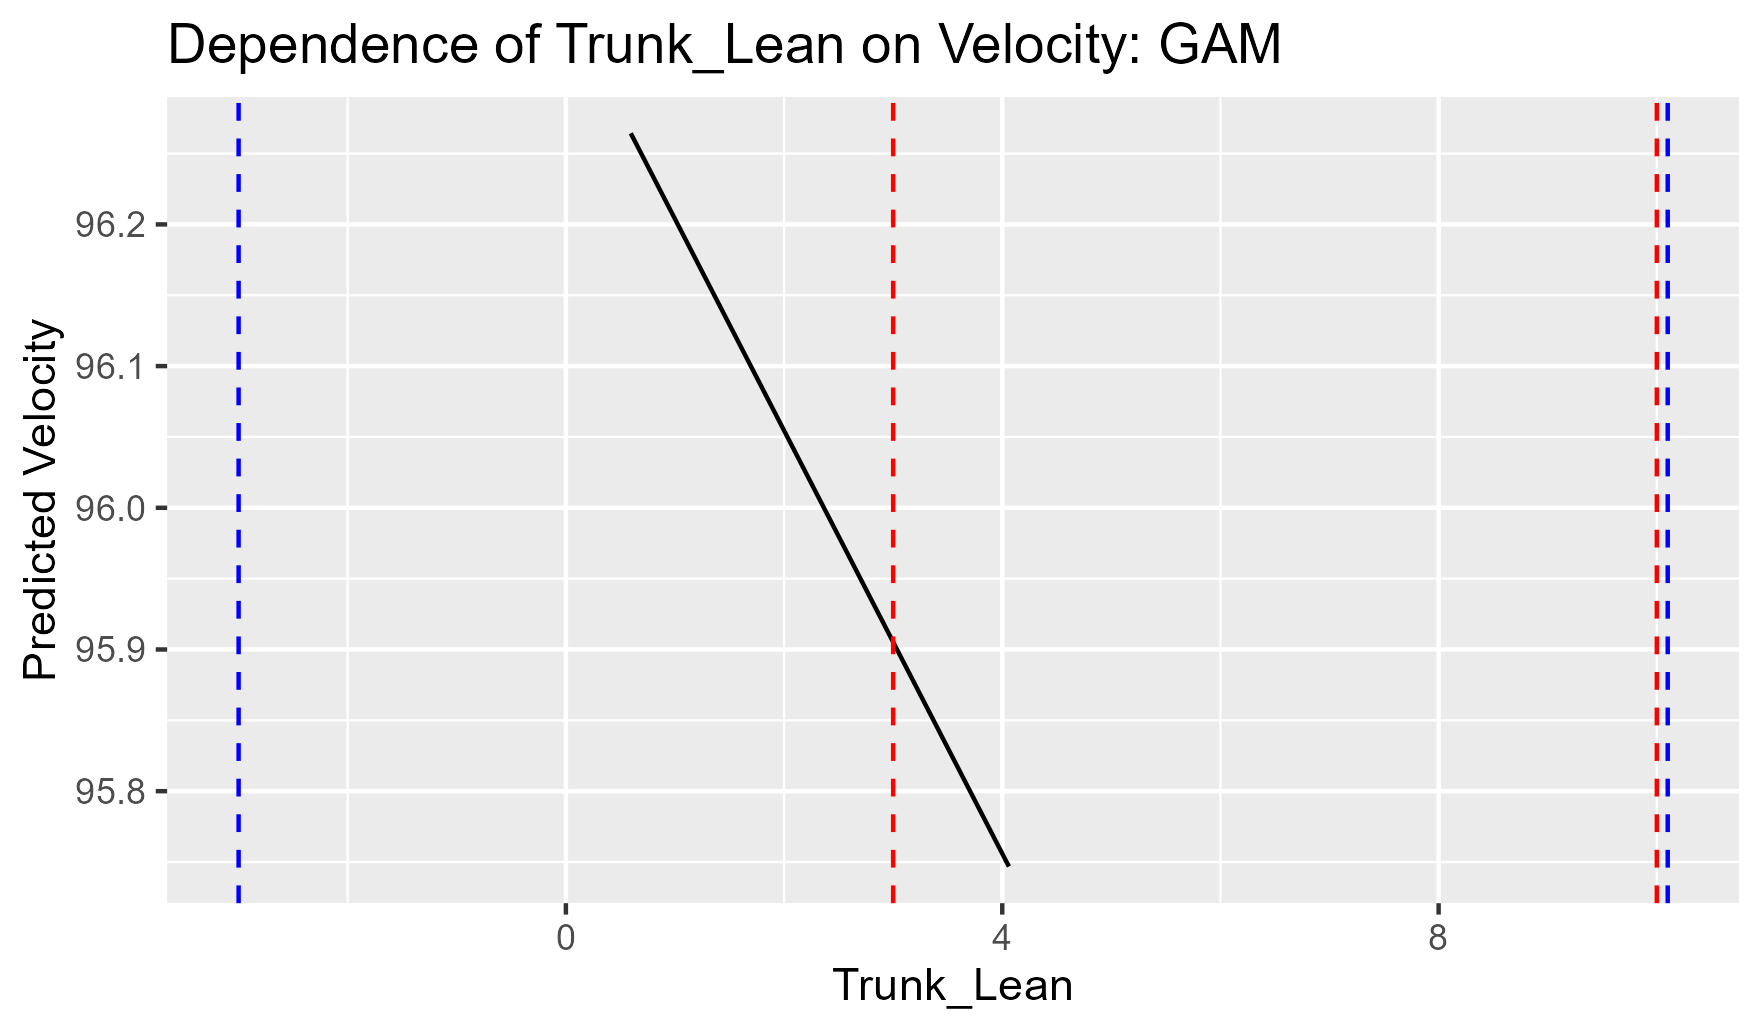 Dependence of Trunk_Lean on Velocity: GAM
Predicted Velocity
96.2
96.1
96.0
95.9
95.8
0 4 8
Trunk_Lean